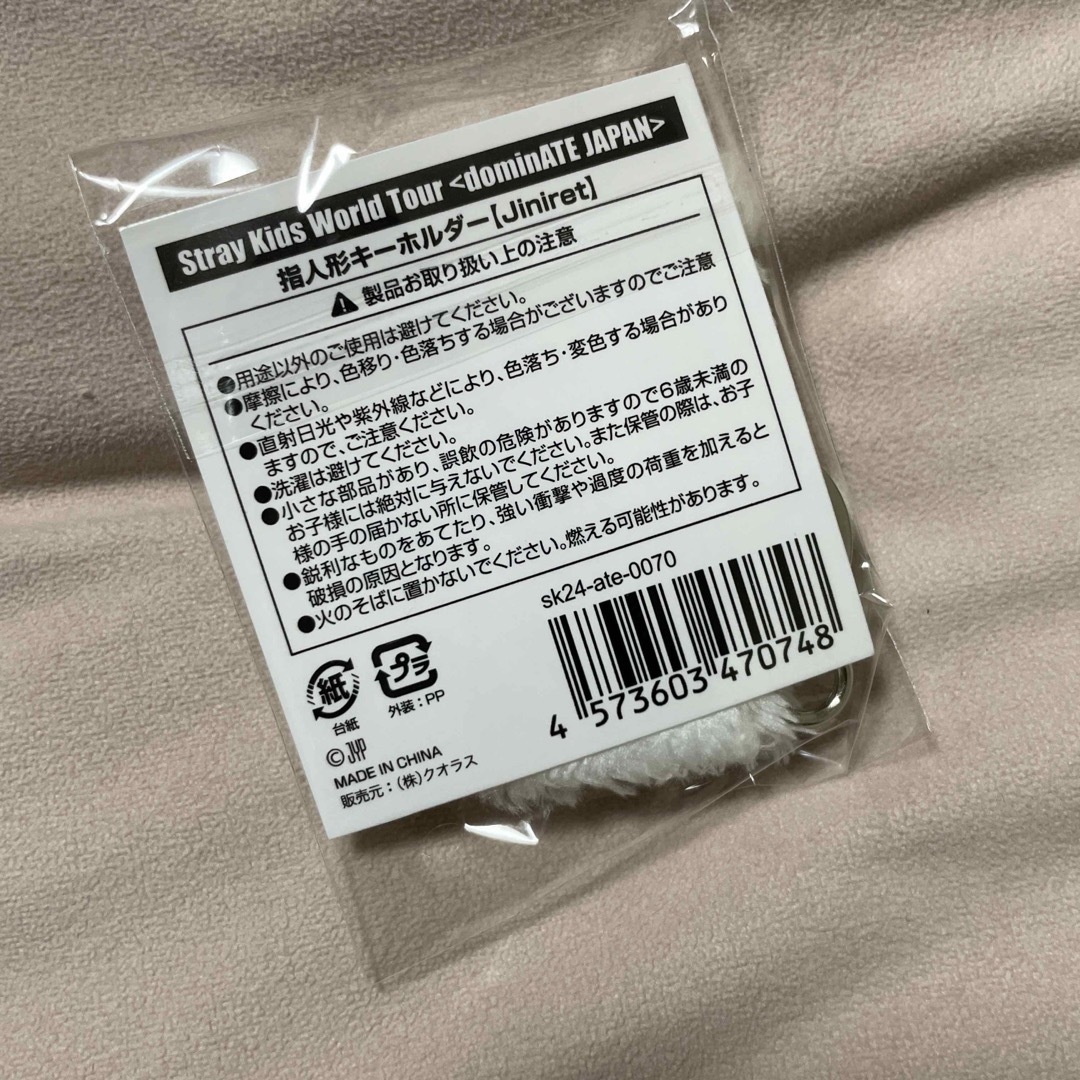 Stray Kids World Tour <dominATE JAPAN>
指人形キーホルダー【Jiniret】
製品お取り扱い上の注意
●用途以外のご使用は避けてください。
●摩擦により、色移り・色落ちする場合がございますのでご注意
ください。
●直射日光や紫外線などにより、色落ち・変色する場合があり
ますので、ご注意ください。
●洗濯は避けてください。
●小さな部品があり、誤飲の危険がありますので6歳未満の
お子様には絶対に与えないでください。また保管の際は、お子
様の手の届かない所に保管してください。
●鋭利なものをあてたり、強い衝撃や過度の荷重を加えると
破損の原因となります。
●火のそばに置かないでください。燃える可能性があります。
sk24-ate-0070
4 573603 470748
紙
台紙
プラ
外装:PP
©JYP
MADE IN CHINA
販売元:(株)クオラス